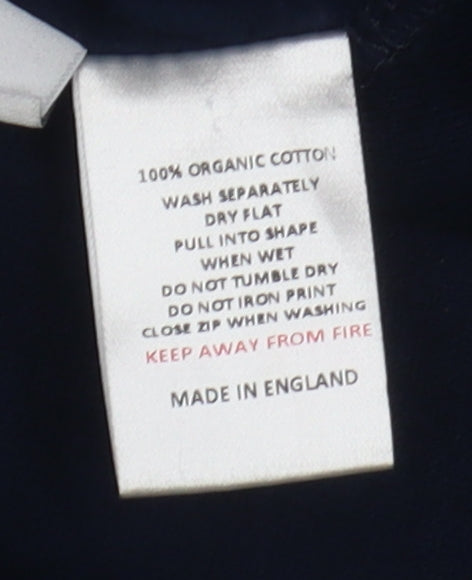 100% ORGANIC COTTON
WASH SEPARATELY
DRY FLAT
PULL INTO SHAPE
WHEN WET
DO NOT TUMBLE DRY
DO NOT IRON PRINT
CLOSE ZIP WHEN WASHING
KEEP AWAY FROM FIRE
MADE IN ENGLAND